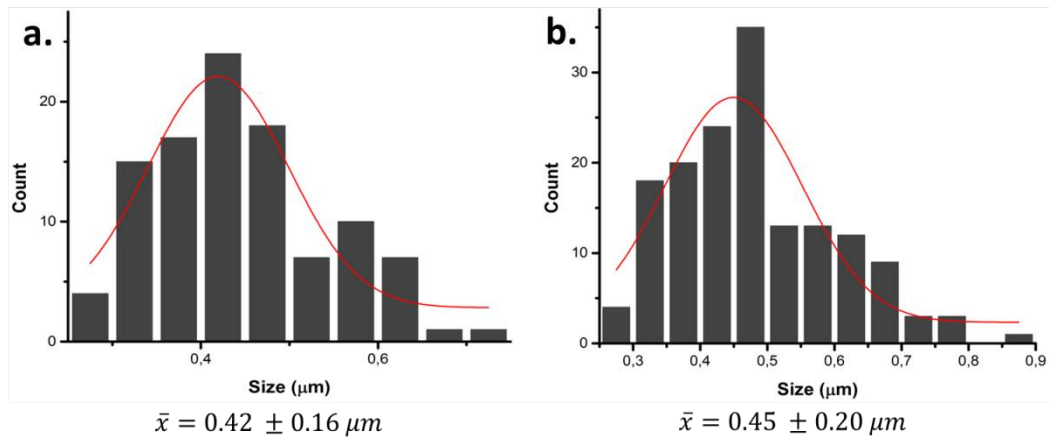 a.
Count
20
10
0
0,4
0,6
Size (μm)
x̄ = 0.42 ± 0.16 μm
b.
Count
30
20
10
0
0,3
0,4
0,5
0,6
0,7
0,8
0,9
Size (μm)
x̄ = 0.45 ± 0.20 μm